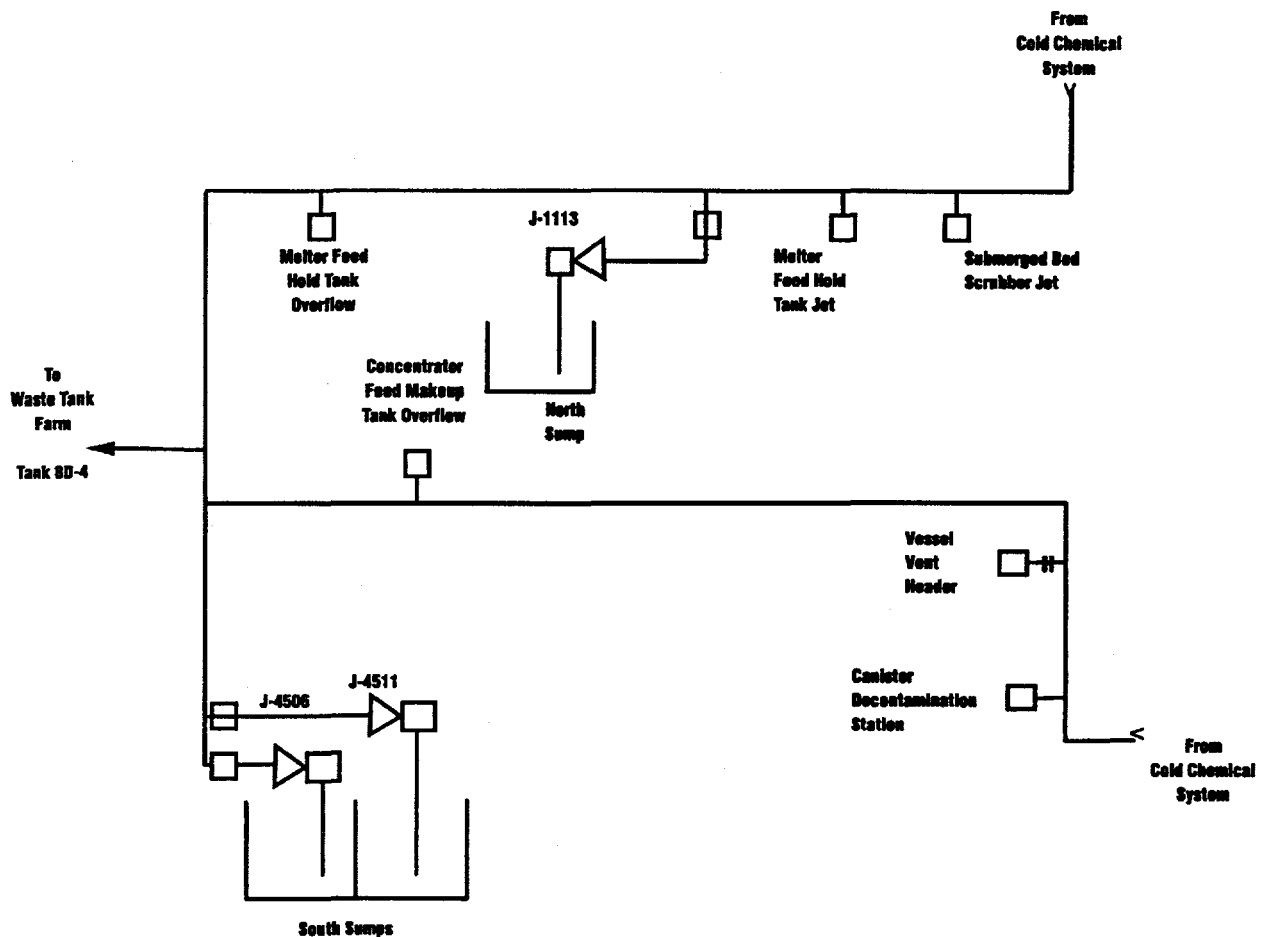 From
Cold Chemical
System
J-1113
Melter Feed
Hold Tank
Overflow
Melter
Feed Hold
Tank Jet
Submerged Bed
Scrubber Jet
North
Sump
Concentrator
Feed Makeup
Tank Overflow
To
Waste Tank
Farm
Tank 8D-4
Vessel
Vent
Header
Canister
Decontamination
Station
J-4511
J-4506
From
Cold Chemical
System
South Sumps